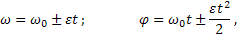 ω = ω₀ ± εt ; φ = ω₀t ± εt²/2 ,